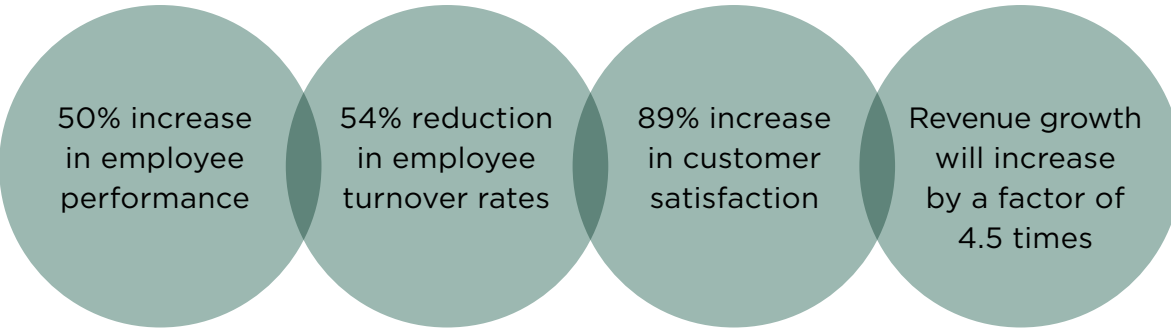 50% increase
in employee
performance
54% reduction
in employee
turnover rates
89% increase
in customer
satisfaction
Revenue growth
will increase
by a factor of
4.5 times